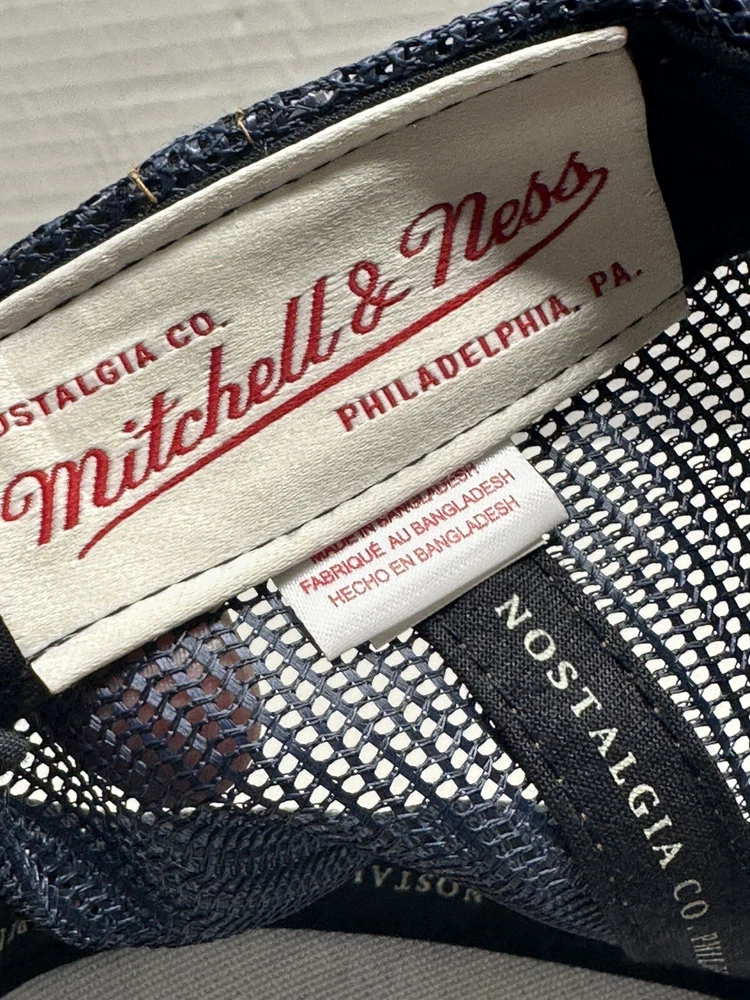 NOSTALGIA CO.
Mitchell & Ness
PHILADELPHIA, PA.
MADE IN BANGLADESH
FABRIQUÉ AU BANGLADESH
HECHO EN BANGLADESH
NOSTALGIA CO.